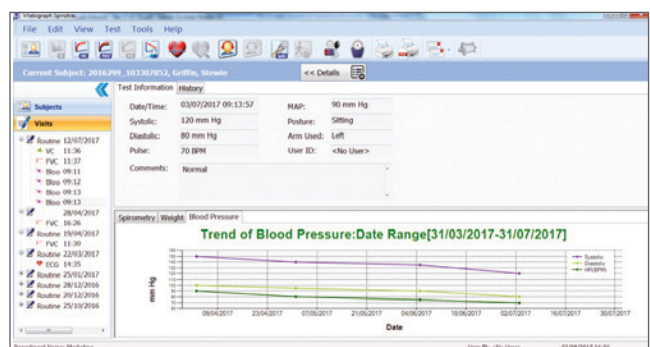 Vitalograph Spirotrac
File Edit View Test Tools Help
Current Subject: 2016299_103307052, Griffin, Stewie
<< Details
Test Information History
Subjects
Visits
Date/Time: 03/07/2017 09:13:57 MAP: 90 mm Hg
Systolic: 120 mm Hg Posture: Sitting
Diastolic: 80 mm Hg Arm Used: Left
Pulse: 70 BPM User ID: <No User>
Comments: Normal
Routine 12/07/2017
VC 11:36
FVC 11:37
Bloo 09:11
Bloo 09:12
Bloo 09:13
Bloo 09:13
28/04/2017
FVC 16:26
Routine 19/04/2017
FVC 11:30
Routine 22/03/2017
ECG 14:35
Routine 25/01/2017
Routine 28/12/2016
Routine 20/12/2016
Routine 25/10/2016
Spirometry Weight Blood Pressure
Trend of Blood Pressure:Date Range[31/03/2017-31/07/2017]
Systolic
Diastolic
HR(BPM)
mm Hg
09/04/2017 23/04/2017 07/05/2017 21/05/2017 04/06/2017 18/06/2017 02/07/2017 16/07/2017 30/07/2017
Date